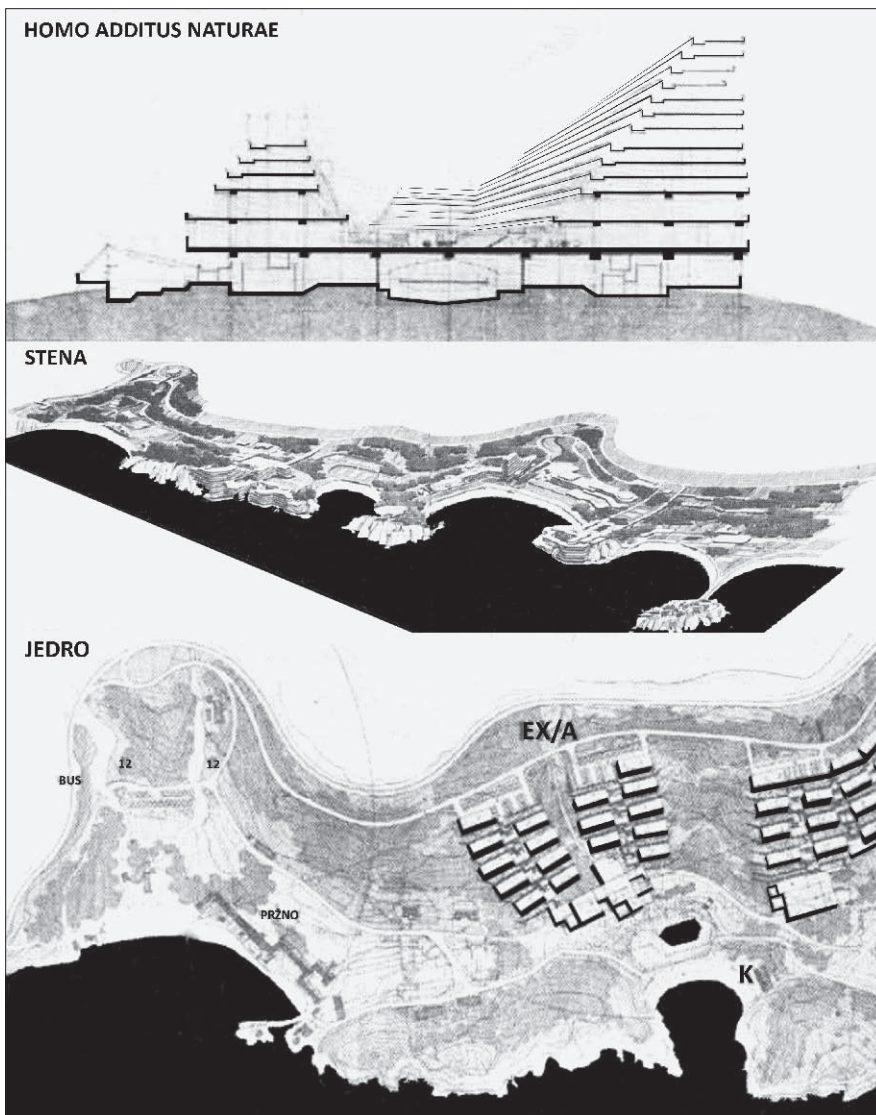 HOMO ADDITUS NATURAE
STENA
JEDRO
EX/A
12
12
BUS
PRŽNO
K